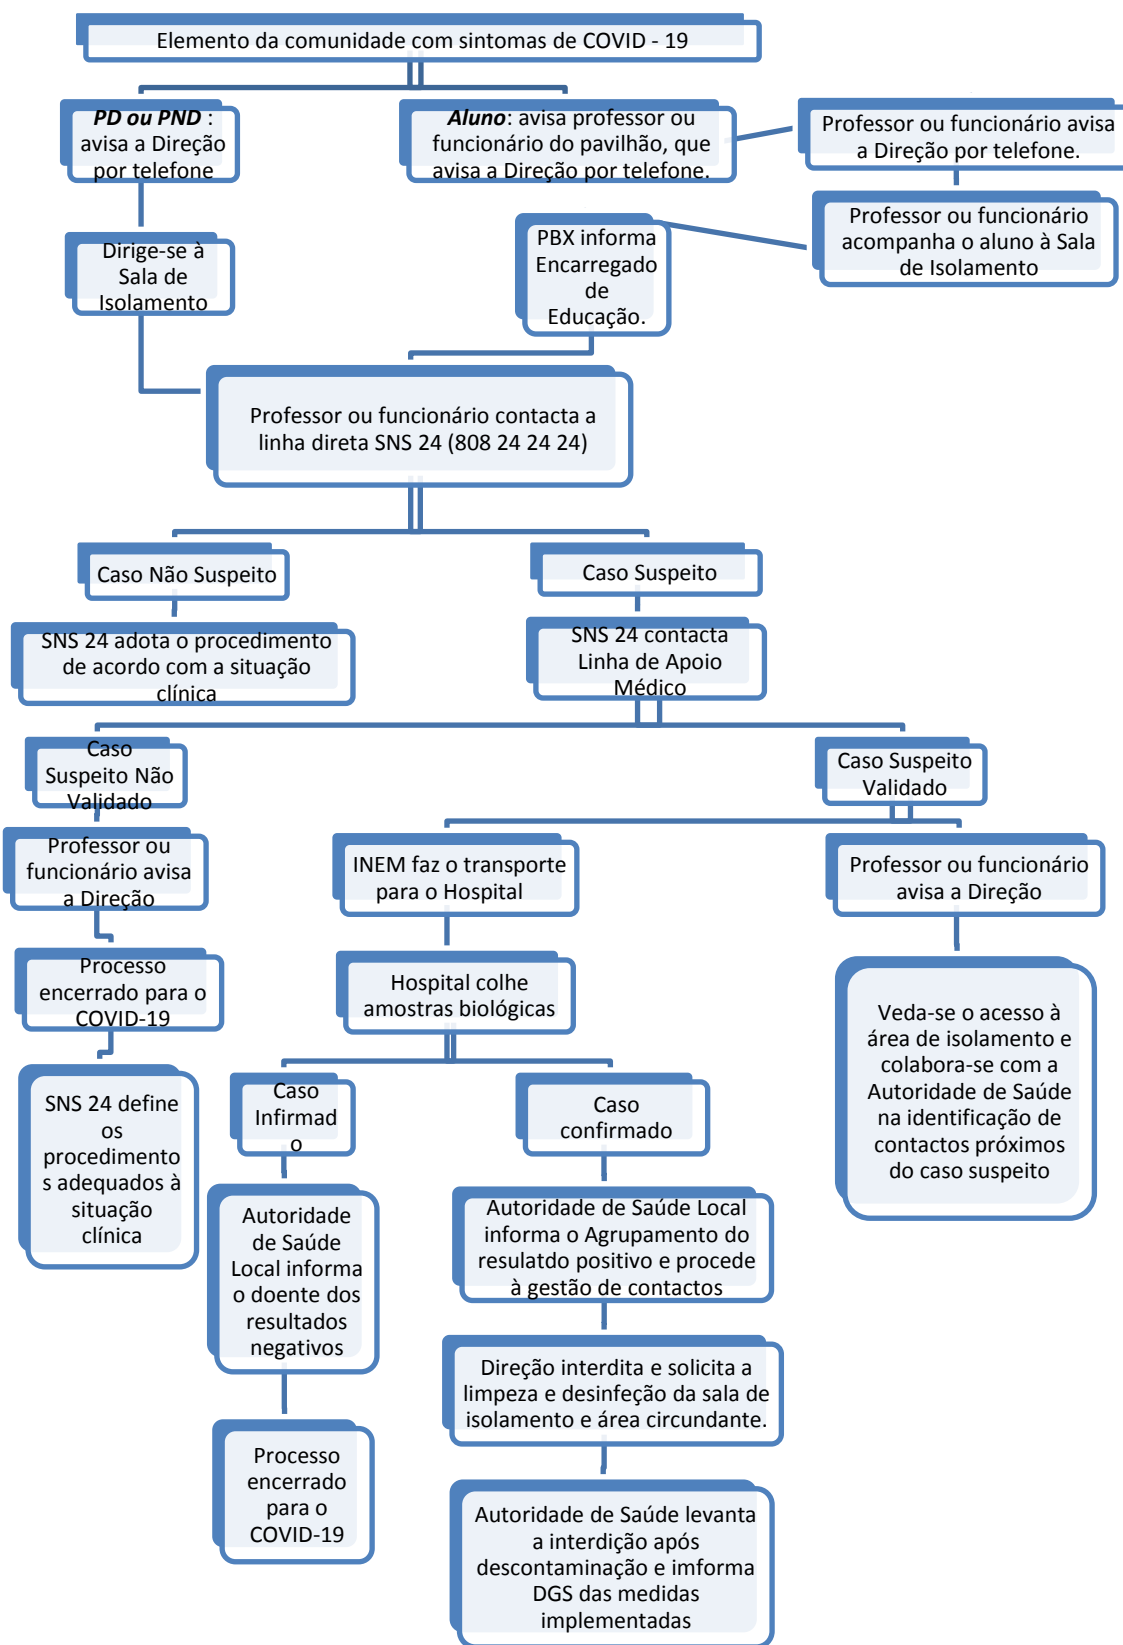 Elemento da comunidade com sintomas de COVID - 19
PD ou PND :
avisa a Direção
por telefone
Aluno: avisa professor ou
funcionário do pavilhão, que
avisa a Direção por telefone.
Professor ou funcionário avisa
a Direção por telefone.
Professor ou funcionário
acompanha o aluno à Sala
de Isolamento
PBX informa
Encarregado
de
Educação.
Dirige-se à
Sala de
Isolamento
Professor ou funcionário contacta a
linha direta SNS 24 (808 24 24 24)
Caso Não Suspeito
Caso Suspeito
SNS 24 adota o procedimento
de acordo com a situação
clínica
SNS 24 contacta
Linha de Apoio
Médico
Caso
Suspeito Não
Validado
Caso Suspeito
Validado
Professor ou
funcionário avisa
a Direção
INEM faz o transporte
para o Hospital
Professor ou funcionário
avisa a Direção
Processo
encerrado para o
COVID-19
Hospital colhe
amostras biológicas
Veda-se o acesso à
área de isolamento e
colabora-se com a
Autoridade de Saúde
na identificação de
contactos próximos
do caso suspeito
SNS 24 define
os
procedimento
s adequados à
situação
clínica
Caso
Infirmad
o
Caso
confirmado
Autoridade
de Saúde
Local informa
o doente dos
resultados
negativos
Autoridade de Saúde Local
informa o Agrupamento do
resulatdo positivo e procede
à gestão de contactos
Direção interdita e solicita a
limpeza e desinfeção da sala de
isolamento e área circundante.
Processo
encerrado
para o
COVID-19
Autoridade de Saúde levanta
a interdição após
descontaminação e imforma
DGS das medidas
implementadas